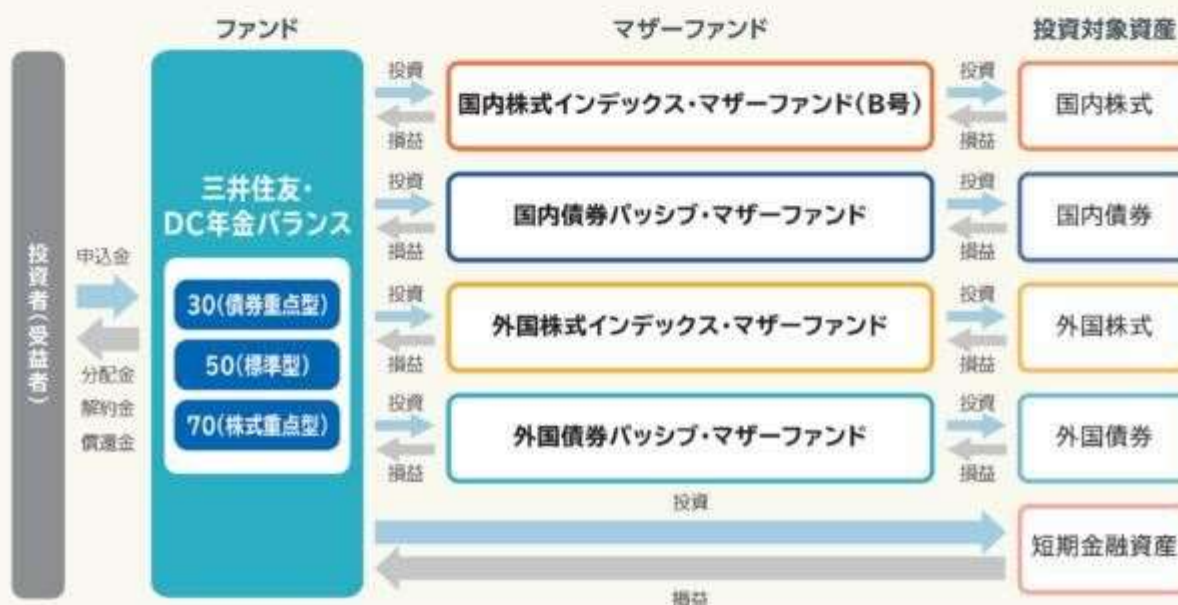 ファンド
マザーファンド
投資対象資産
投資者(受益者)
申込金
分配金
解約金
償還金
三井住友・
DC年金バランス
30(債券重点型)
50(標準型)
70(株式重点型)
投資
損益
国内株式インデックス・マザーファンド(B号)
投資
損益
国内株式
投資
損益
国内債券パッシブ・マザーファンド
投資
損益
国内債券
投資
損益
外国株式インデックス・マザーファンド
投資
損益
外国株式
投資
損益
外国債券パッシブ・マザーファンド
投資
損益
外国債券
投資
損益
短期金融資産